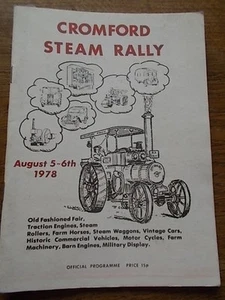 CROMFORD
STEAM RALLY
August 5-6th
1978
Old Fashioned Fair,
Traction Engines, Steam
Rollers, Farm Horses, Steam Waggons, Vintage Cars,
Historic Commercial Vehicles, Motor Cycles, Farm
Machinery, Barn Engines, Military Display.
OFFICIAL PROGRAMME PRICE 15p